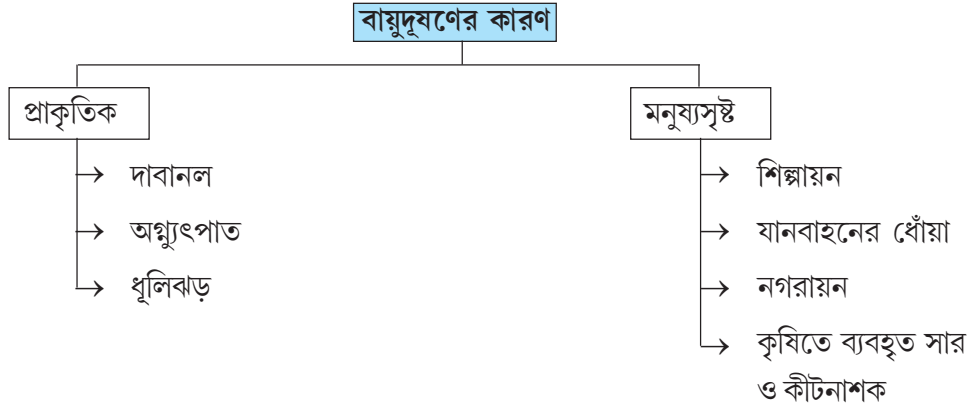 বায়ুদূষণের কারণ
প্রাকৃতিক
দাবানল
অগ্ন্যুৎপাত
ধূলিঝড়
মনুষ্যসৃষ্ট
শিল্পায়ন
যানবাহনের ধোঁয়া
নগরায়ন
কৃষিতে ব্যবহৃত সার
ও কীটনাশক